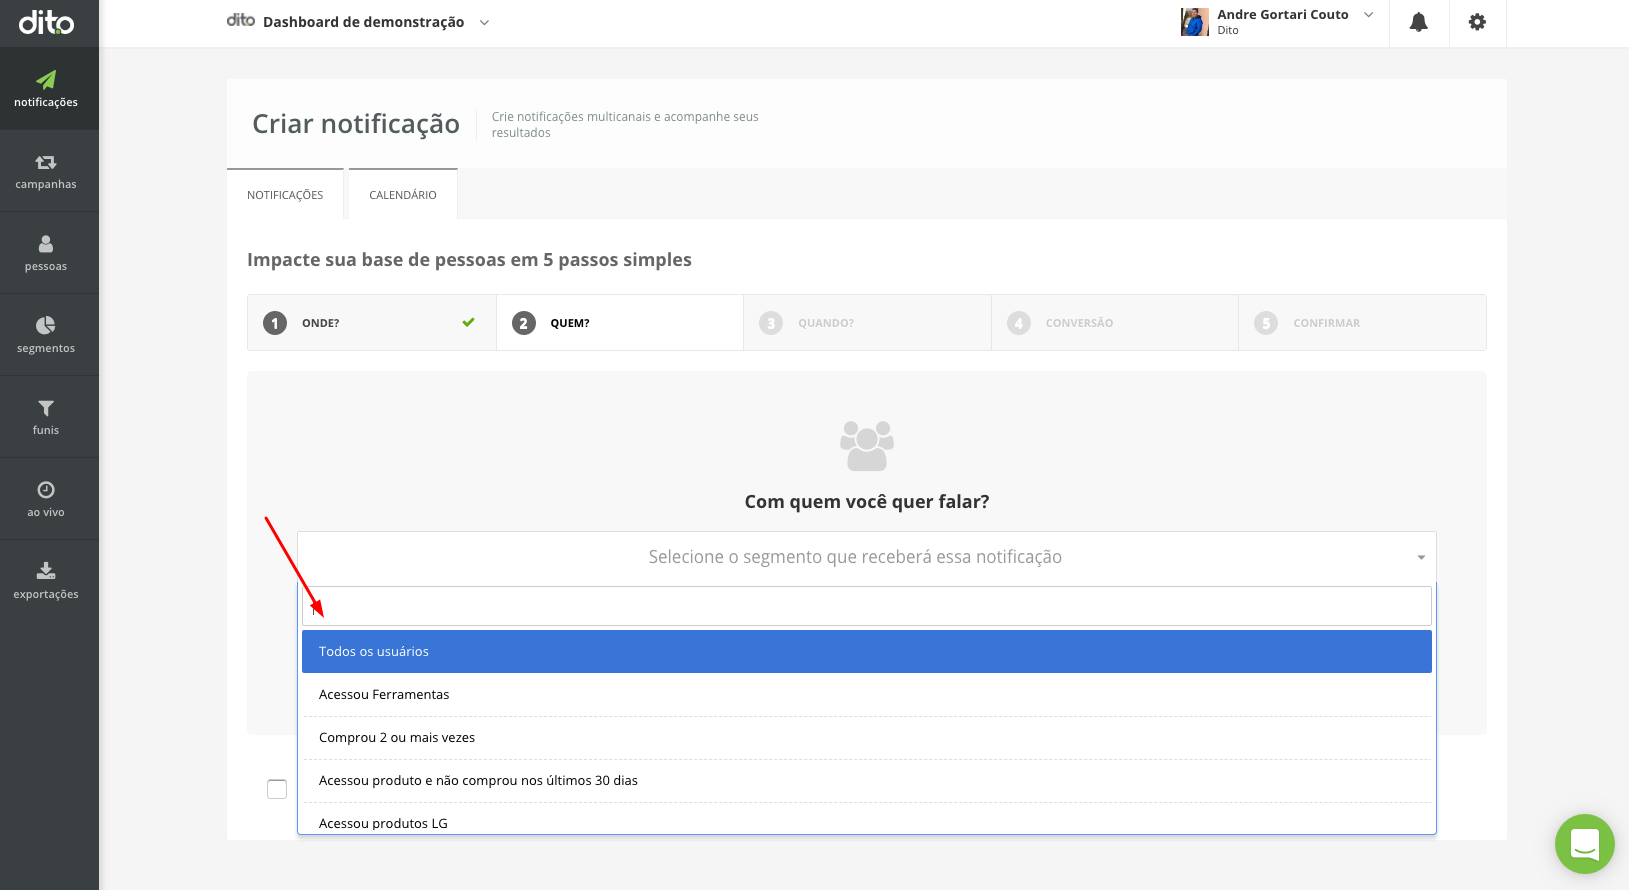 dito
dito Dashboard de demonstração
Andre Gortari Couto
Dito
notificações
campanhas
pessoas
segmentos
funis
ao vivo
exportações
Criar notificação
Crie notificações multicanais e acompanhe seus
resultados
NOTIFICAÇÕES CALENDÁRIO
Impacte sua base de pessoas em 5 passos simples
1 ONDE? 2 QUEM? 3 QUANDO? 4 CONVERSÃO 5 CONFIRMAR
Com quem você quer falar?
Selecione o segmento que receberá essa notificação
Todos os usuários
Acessou Ferramentas
Comprou 2 ou mais vezes
Acessou produto e não comprou nos últimos 30 dias
Acessou produtos LG